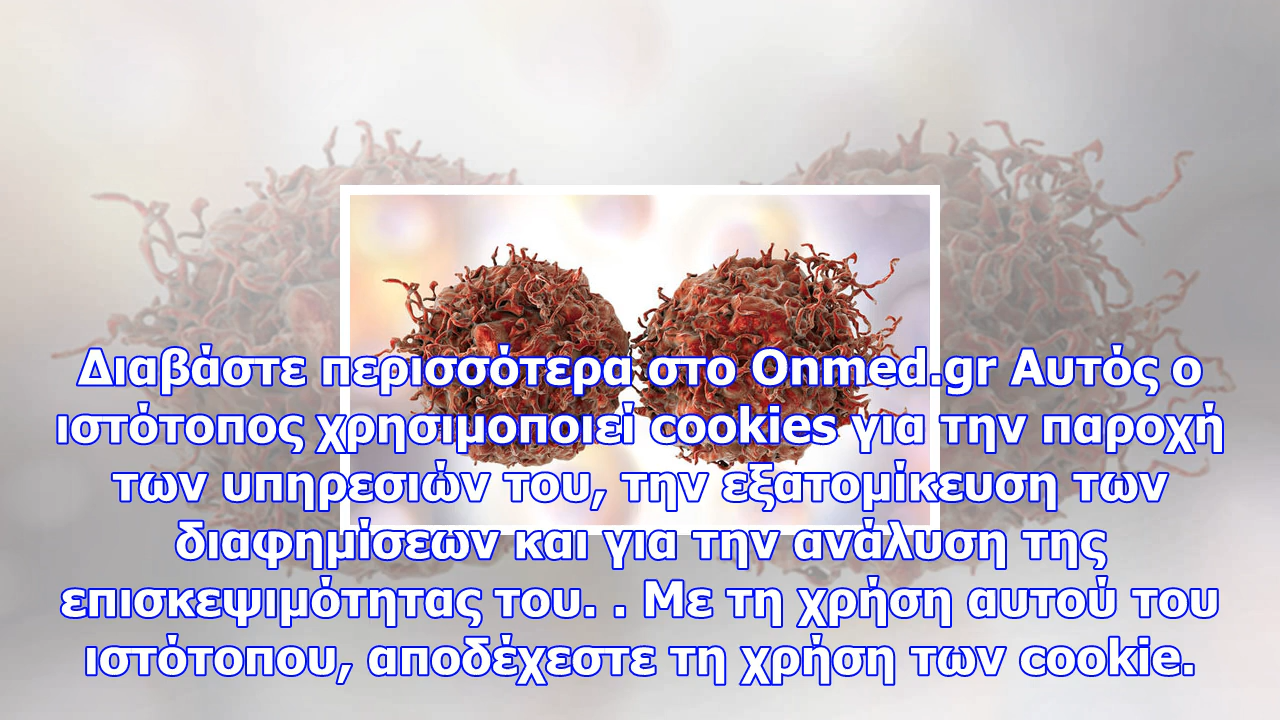 Διαβάστε περισσότερα στο Onmed.gr Αυτός ο
ιστότοπος χρησιμοποιεί cookies για την παροχή
των υπηρεσιών του, την εξατομίκευση των
διαφημίσεων και για την ανάλυση της
επισκεψιμότητας του. . Με τη χρήση αυτού του
ιστότοπου, αποδέχεστε τη χρήση των cookie.